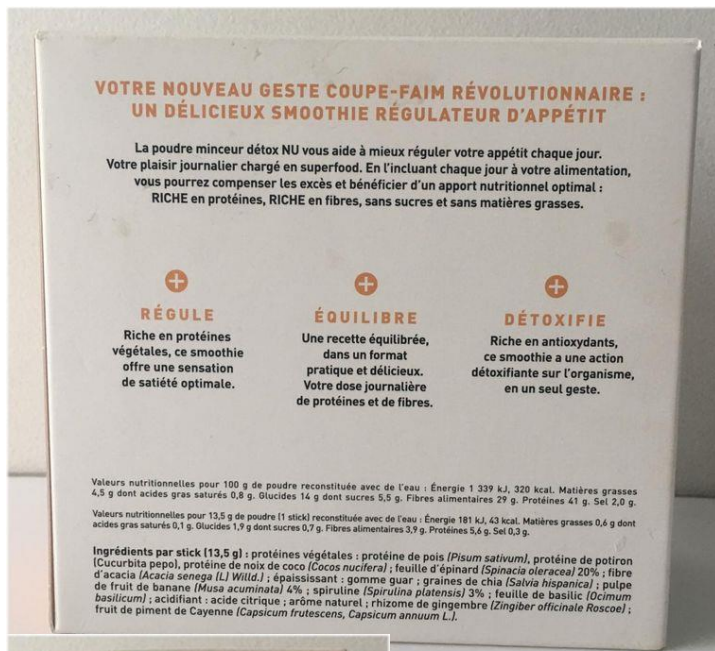 VOTRE NOUVEAU GESTE COUPE-FAIM RÉVOLUTIONNAIRE :
UN DÉLICIEUX SMOOTHIE RÉGULATEUR D'APPÉTIT
La poudre minceur détox NU vous aide à mieux réguler votre appétit chaque jour.
Votre plaisir journalier chargé en superfood. En l'incluant chaque jour à votre alimentation,
vous pourrez compenser les excès et bénéficier d'un apport nutritionnel optimal :
RICHE en protéines, RICHE en fibres, sans sucres et sans matières grasses.
RÉGULE
Riche en protéines
végétales, ce smoothie
offre une sensation
de satiété optimale.
ÉQUILIBRE
Une recette équilibrée,
dans un format
pratique et délicieux.
Votre dose journalière
de protéines et de fibres.
DÉTOXIFIE
Riche en antioxydants,
ce smoothie a une action
détoxifiante sur l'organisme,
en un seul geste.
Valeurs nutritionnelles pour 100 g de poudre reconstituée avec de l'eau : Énergie 1 339 kJ, 320 kcal. Matières grasses
4,5 g dont acides gras saturés 0,8 g. Glucides 14 g dont sucres 5,5 g. Fibres alimentaires 29 g. Protéines 41 g. Sel 2,0 g.
Valeurs nutritionnelles pour 13,5 g de poudre (1 stick) reconstituée avec de l'eau : Énergie 181 kJ, 43 kcal. Matières grasses 0,6 g dont
acides gras saturés 0,1 g. Glucides 1,9 g dont sucres 0,7 g. Fibres alimentaires 3,9 g. Protéines 5,6 g. Sel 0,3 g.
Ingrédients par stick (13,5 g) : protéines végétales : protéine de pois (Pisum sativum), protéine de potiron
(Cucurbita pepo), protéine de noix de coco (Cocos nucifera) ; feuille d'épinard (Spinacia oleracea) 20% ; fibre
d'acacia (Acacia senega (L) Willd.) ; épaississant : gomme guar ; graines de chia (Salvia hispanica) ; pulpe
de fruit de banane (Musa acuminata) 4% ; spiruline (Spirulina platensis) 3% ; feuille de basilic (Ocimum
basilicum) ; acidifiant : acide citrique ; arôme naturel ; rhizome de gingembre (Zingiber officinale Roscoe) ;
fruit de piment de Cayenne (Capsicum frutescens, Capsicum annuum L.).